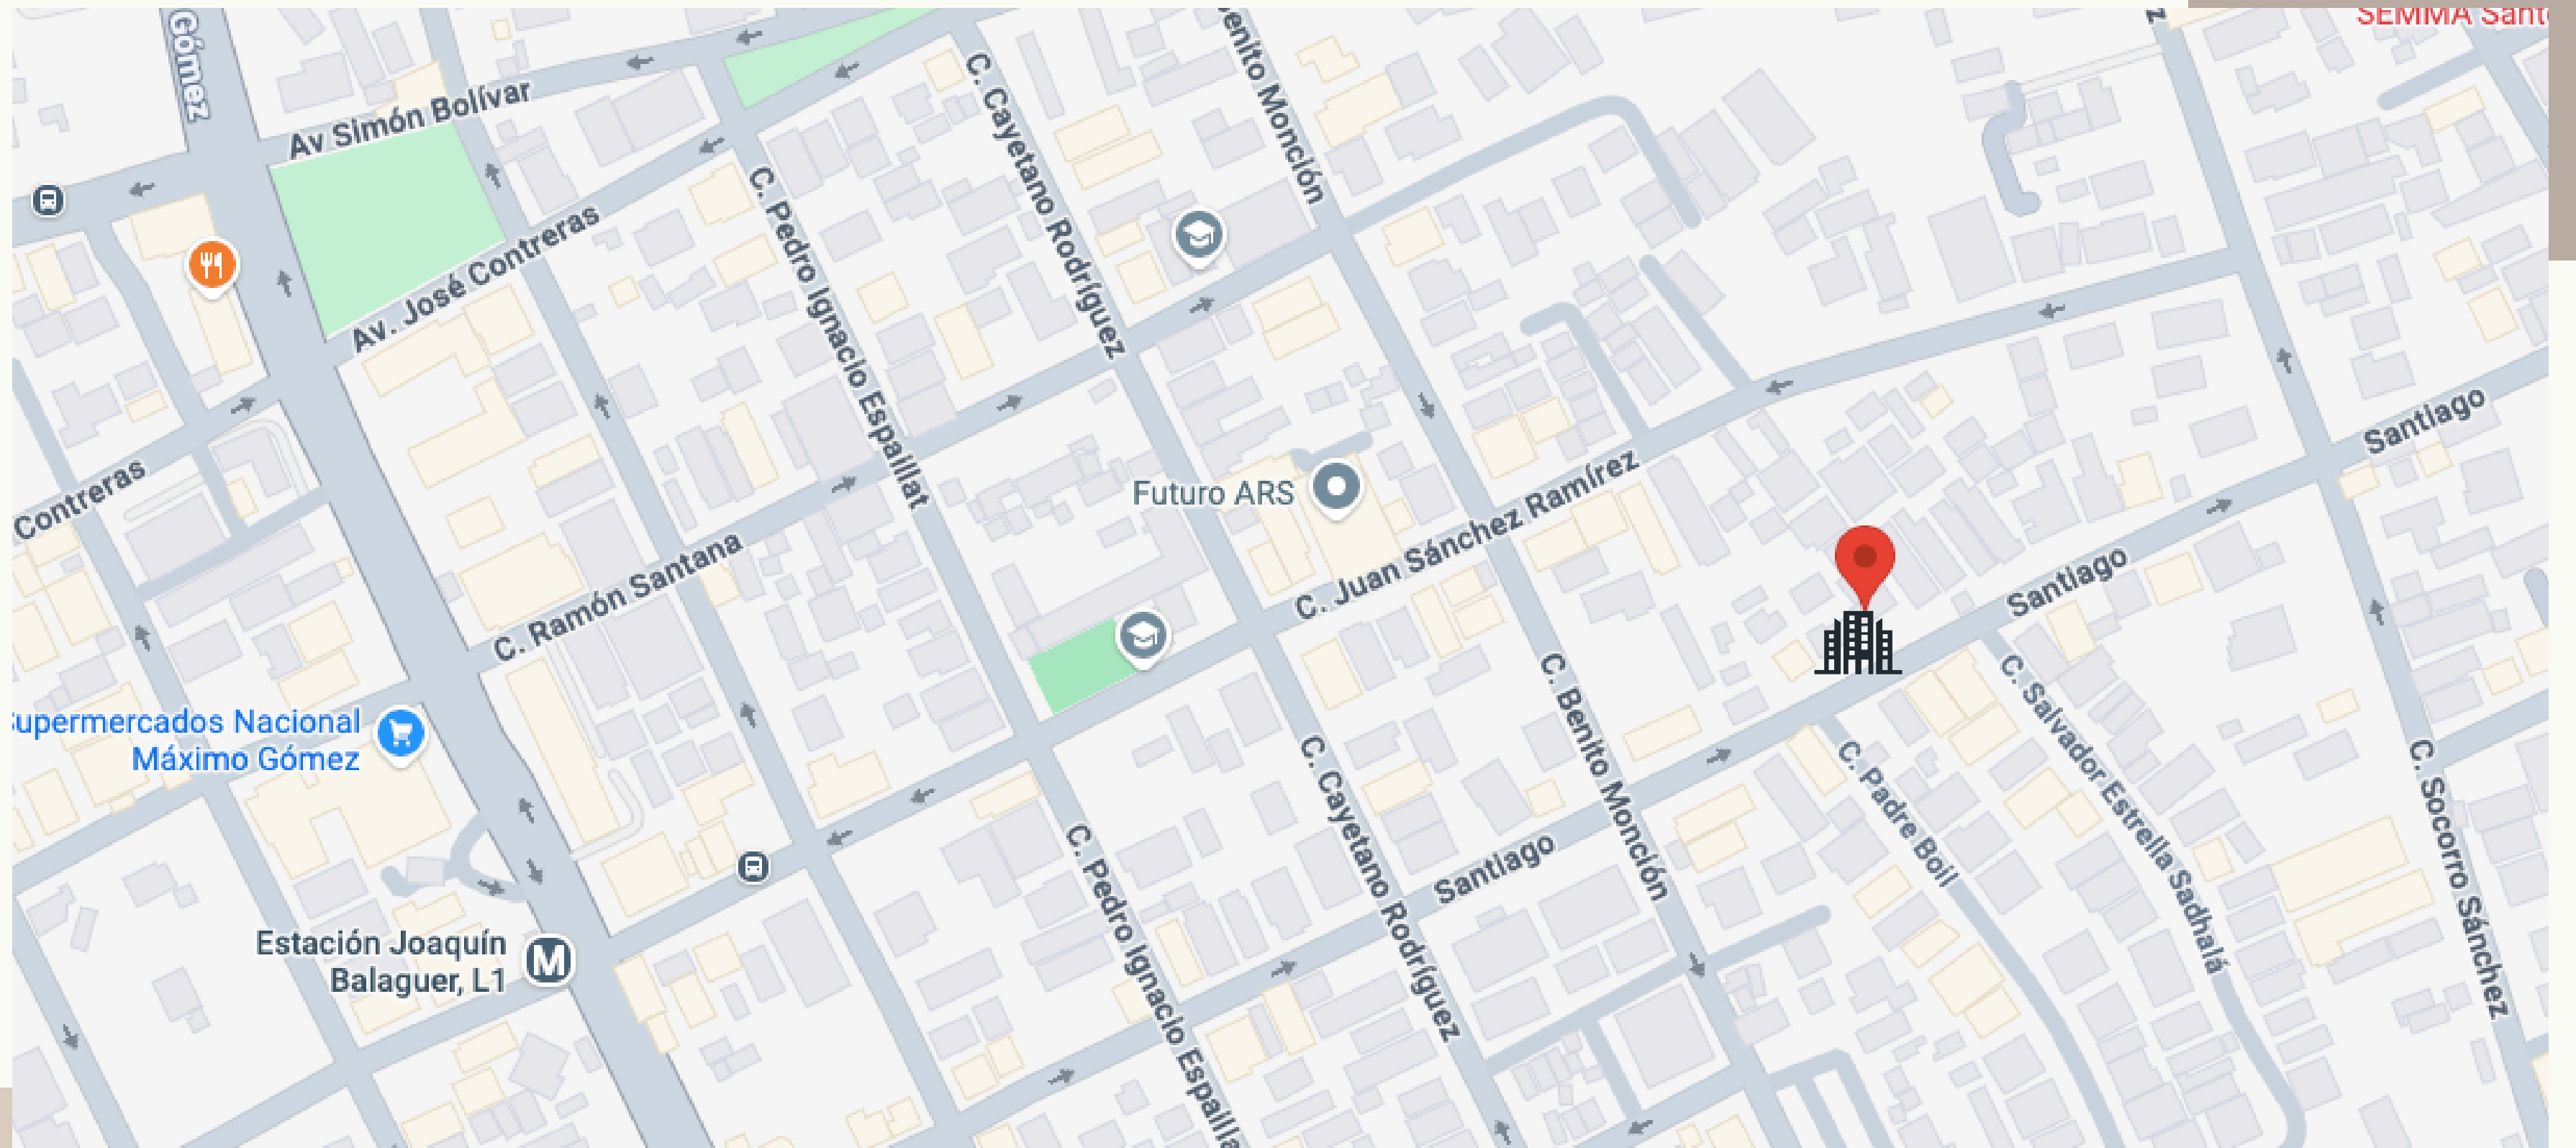 Gómez
SEMMA Sant
Av Simón Bolívar
C. Cayetano Rodríguez
Benito Monción
Av. José Contreras
C. Pedro Ignacio Espaillat
Contreras
Santiago
Futuro ARS
C. Juan Sánchez Ramírez
C. Ramón Santana
Santiago
Supermercados Nacional
Máximo Gómez
C. Benito Monción
C. Salvador Estrella Sadhalá
C. Padre Boil
C. Cayetano Rodríguez
C. Socorro Sánchez
C. Pedro Ignacio Espailla
Santiago
Estación Joaquín
Balaguer, L1
M